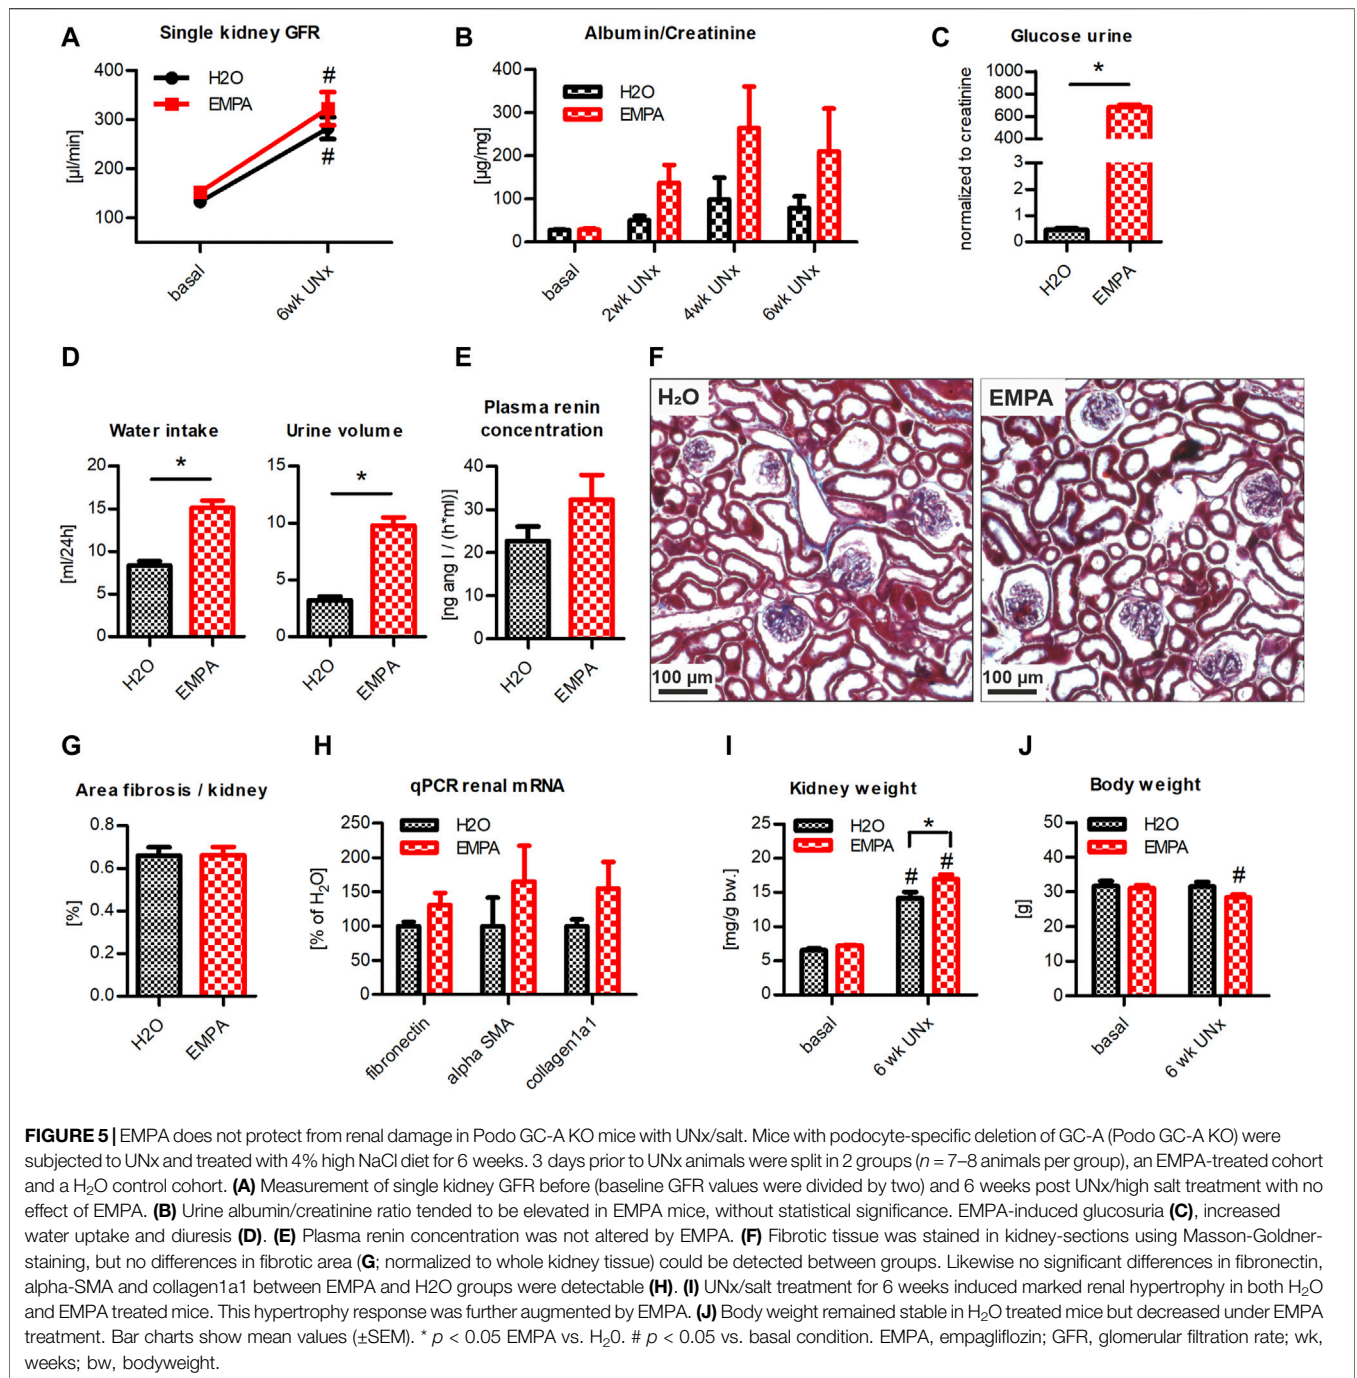 A
Single kidney GFR
400
300
200
100
[µl/min]
H2O
EMPA
#
#
basal
6wk UNx
B
Albumin/Creatinine
400
300
200
100
0
[µg/mg]
H2O
EMPA
basal
2wk UNx
4wk UNx
6wk UNx
C
Glucose urine
1000
800
600
400
3
2
1
0
normalized to creatinine
*
H2O
EMPA
D
Water intake
20
15
10
5
0
[ml/24h]
*
H2O
EMPA
Urine volume
15
10
5
0
*
H2O
EMPA
E
Plasma renin
concentration
40
30
20
10
0
[ng ang I / (h*ml)]
H2O
EMPA
F
H₂O
100 µm
EMPA
100 µm
G
Area fibrosis / kidney
0.8
0.6
0.4
0.2
0.0
[%]
H2O
EMPA
H
qPCR renal mRNA
250
200
150
100
50
0
[% of H₂O]
H2O
EMPA
fibronectin
alpha SMA
collagen1a1
I
Kidney weight
25
20
15
10
5
0
[mg/g bw.]
H2O
EMPA
*
#
#
basal
6 wk UNx
J
Body weight
50
40
30
20
10
0
[g]
H2O
EMPA
#
basal
6 wk UNx
FIGURE 5 | EMPA does not protect from renal damage in Podo GC-A KO mice with UNx/salt. Mice with podocyte-specific deletion of GC-A (Podo GC-A KO) were
subjected to UNx and treated with 4% high NaCl diet for 6 weeks. 3 days prior to UNx animals were split in 2 groups (n = 7–8 animals per group), an EMPA-treated cohort
and a H₂O control cohort. (A) Measurement of single kidney GFR before (baseline GFR values were divided by two) and 6 weeks post UNx/high salt treatment with no
effect of EMPA. (B) Urine albumin/creatinine ratio tended to be elevated in EMPA mice, without statistical significance. EMPA-induced glucosuria (C), increased
water uptake and diuresis (D). (E) Plasma renin concentration was not altered by EMPA. (F) Fibrotic tissue was stained in kidney-sections using Masson-Goldner-
staining, but no differences in fibrotic area (G; normalized to whole kidney tissue) could be detected between groups. Likewise no significant differences in fibronectin,
alpha-SMA and collagen1a1 between EMPA and H2O groups were detectable (H). (I) UNx/salt treatment for 6 weeks induced marked renal hypertrophy in both H₂O
and EMPA treated mice. This hypertrophy response was further augmented by EMPA. (J) Body weight remained stable in H₂O treated mice but decreased under EMPA
treatment. Bar charts show mean values (±SEM). * p < 0.05 EMPA vs. H₂0. # p < 0.05 vs. basal condition. EMPA, empagliflozin; GFR, glomerular filtration rate; wk,
weeks; bw, bodyweight.